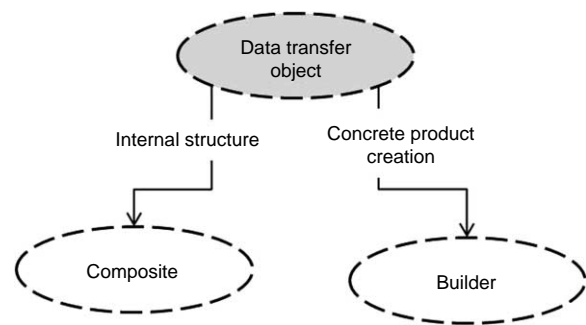 Data transfer
object
Internal structure
Concrete product
creation
Composite
Builder